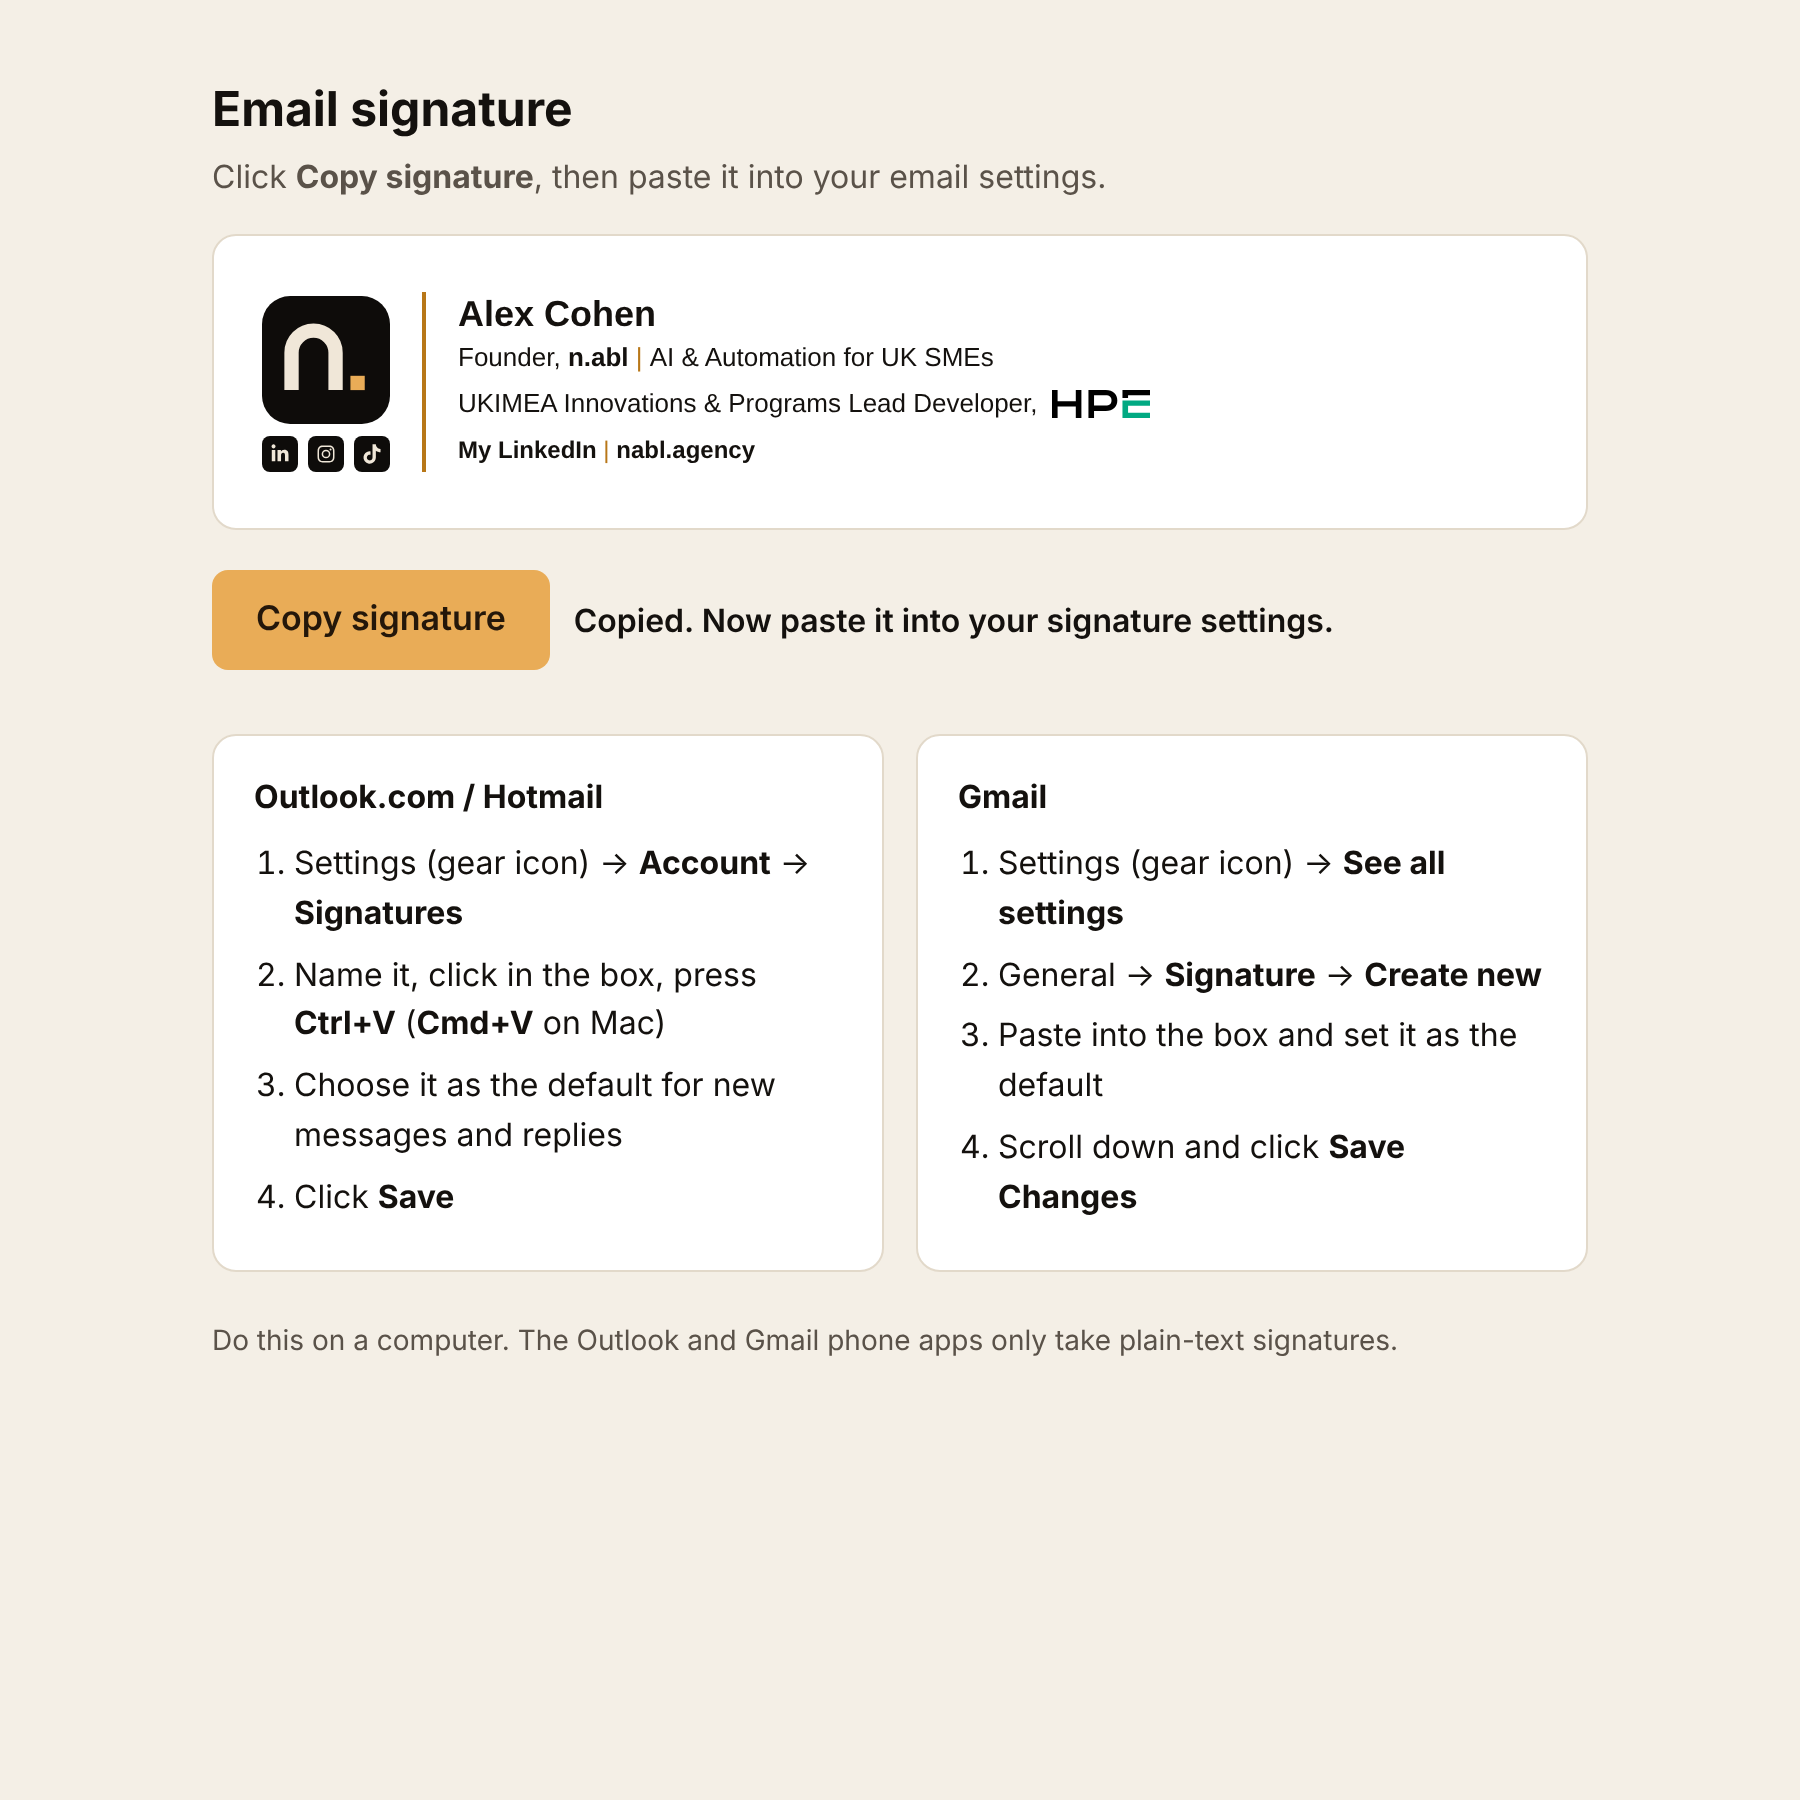 Email signature
Click Copy signature, then paste it into your email settings.
n.
in
Alex Cohen
Founder, n.abl | AI & Automation for UK SMEs
UKIMEA Innovations & Programs Lead Developer, HPE
My LinkedIn | nabl.agency
Copy signature
Copied. Now paste it into your signature settings.
Outlook.com / Hotmail
1. Settings (gear icon) → Account →
Signatures
2. Name it, click in the box, press
Ctrl+V (Cmd+V on Mac)
3. Choose it as the default for new
messages and replies
4. Click Save
Gmail
1. Settings (gear icon) → See all
settings
2. General → Signature → Create new
3. Paste into the box and set it as the
default
4. Scroll down and click Save
Changes
Do this on a computer. The Outlook and Gmail phone apps only take plain-text signatures.